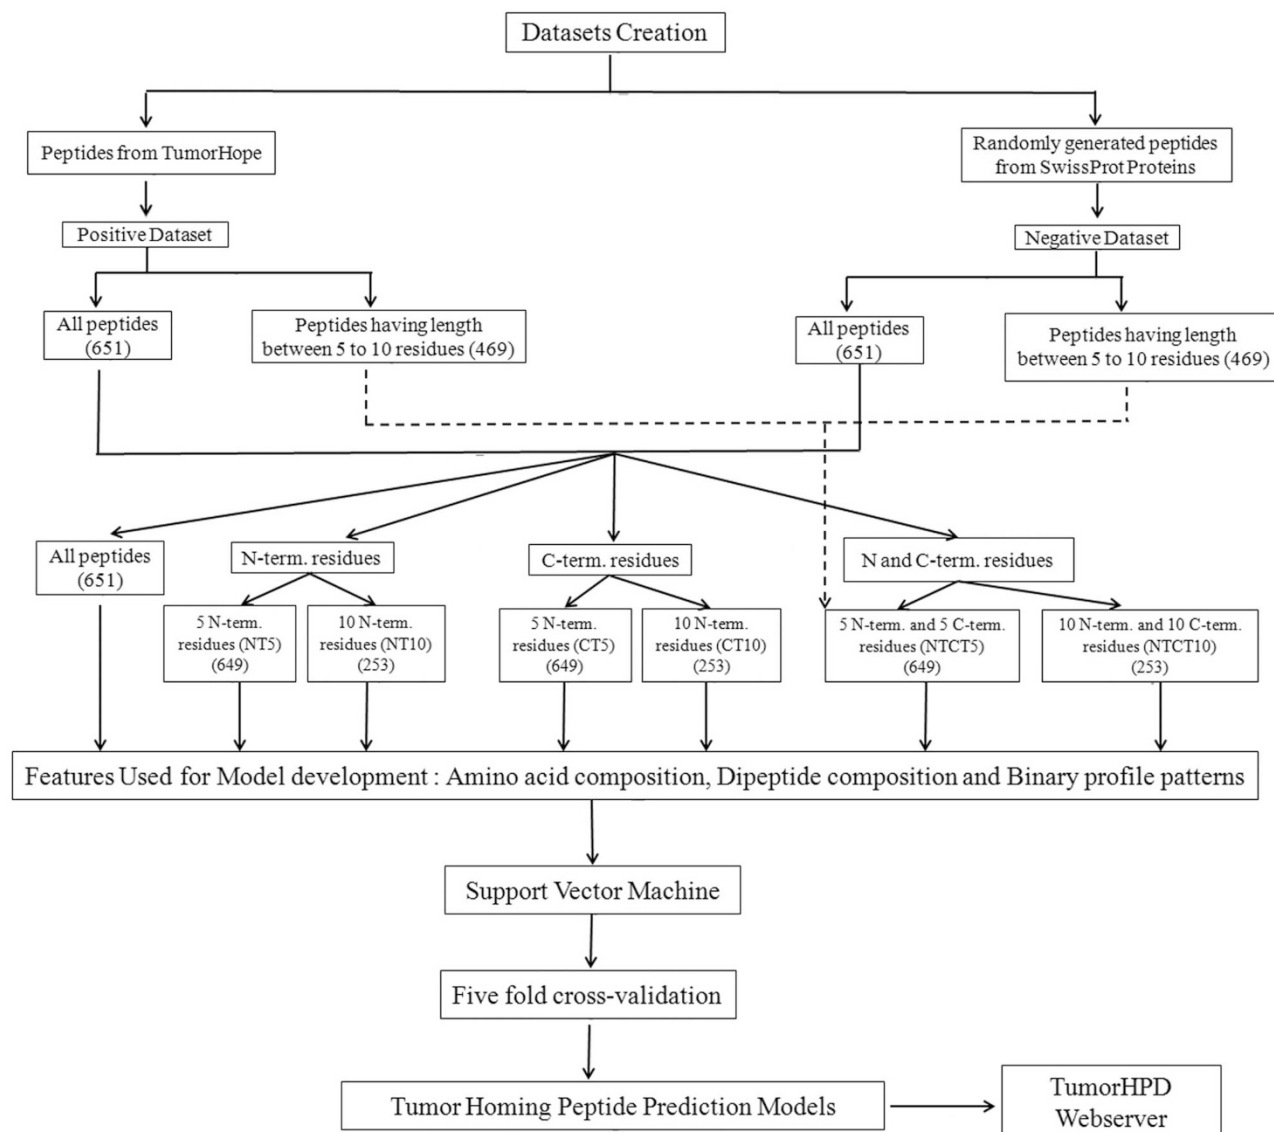 Datasets Creation
Peptides from TumorHope
Randomly generated peptides
from SwissProt Proteins
Positive Dataset
Negative Dataset
All peptides
(651)
Peptides having length
between 5 to 10 residues (469)
All peptides
(651)
Peptides having length
between 5 to 10 residues (469)
All peptides
(651)
N-term. residues
C-term. residues
N and C-term. residues
5 N-term.
residues (NT5)
(649)
10 N-term.
residues (NT10)
(253)
5 N-term.
residues (CT5)
(649)
10 N-term.
residues (CT10)
(253)
5 N-term. and 5 C-term.
residues (NTCT5)
(649)
10 N-term. and 10 C-term.
residues (NTCT10)
(253)
Features Used for Model development : Amino acid composition, Dipeptide composition and Binary profile patterns
Support Vector Machine
Five fold cross-validation
Tumor Homing Peptide Prediction Models
TumorHPD
Webserver